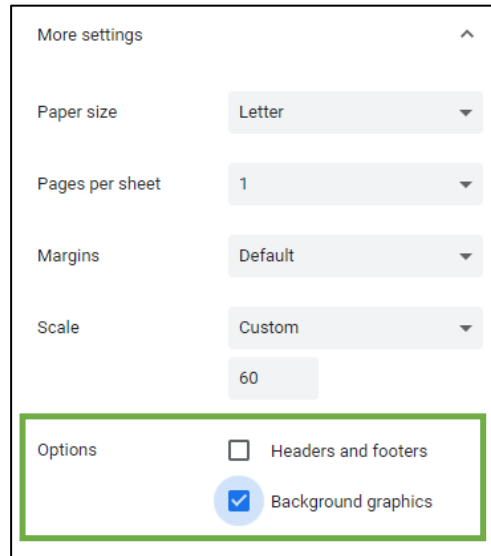 More settings
Paper size Letter
Pages per sheet 1
Margins Default
Scale Custom
60
Options Headers and footers
Background graphics